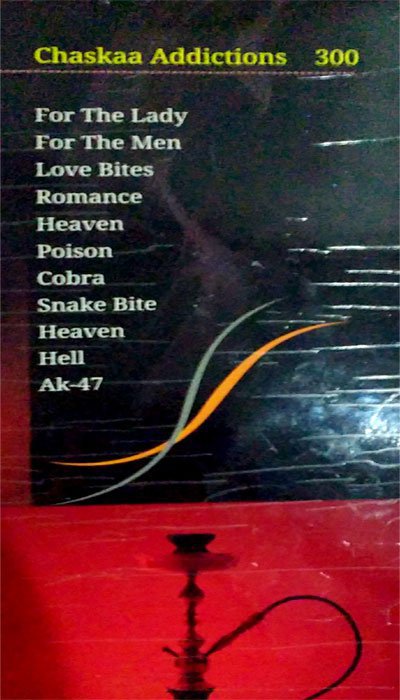 Chaskaa Addictions 300
For The Lady
For The Men
Love Bites
Romance
Heaven
Poison
Cobra
Snake Bite
Heaven
Hell
Ak-47